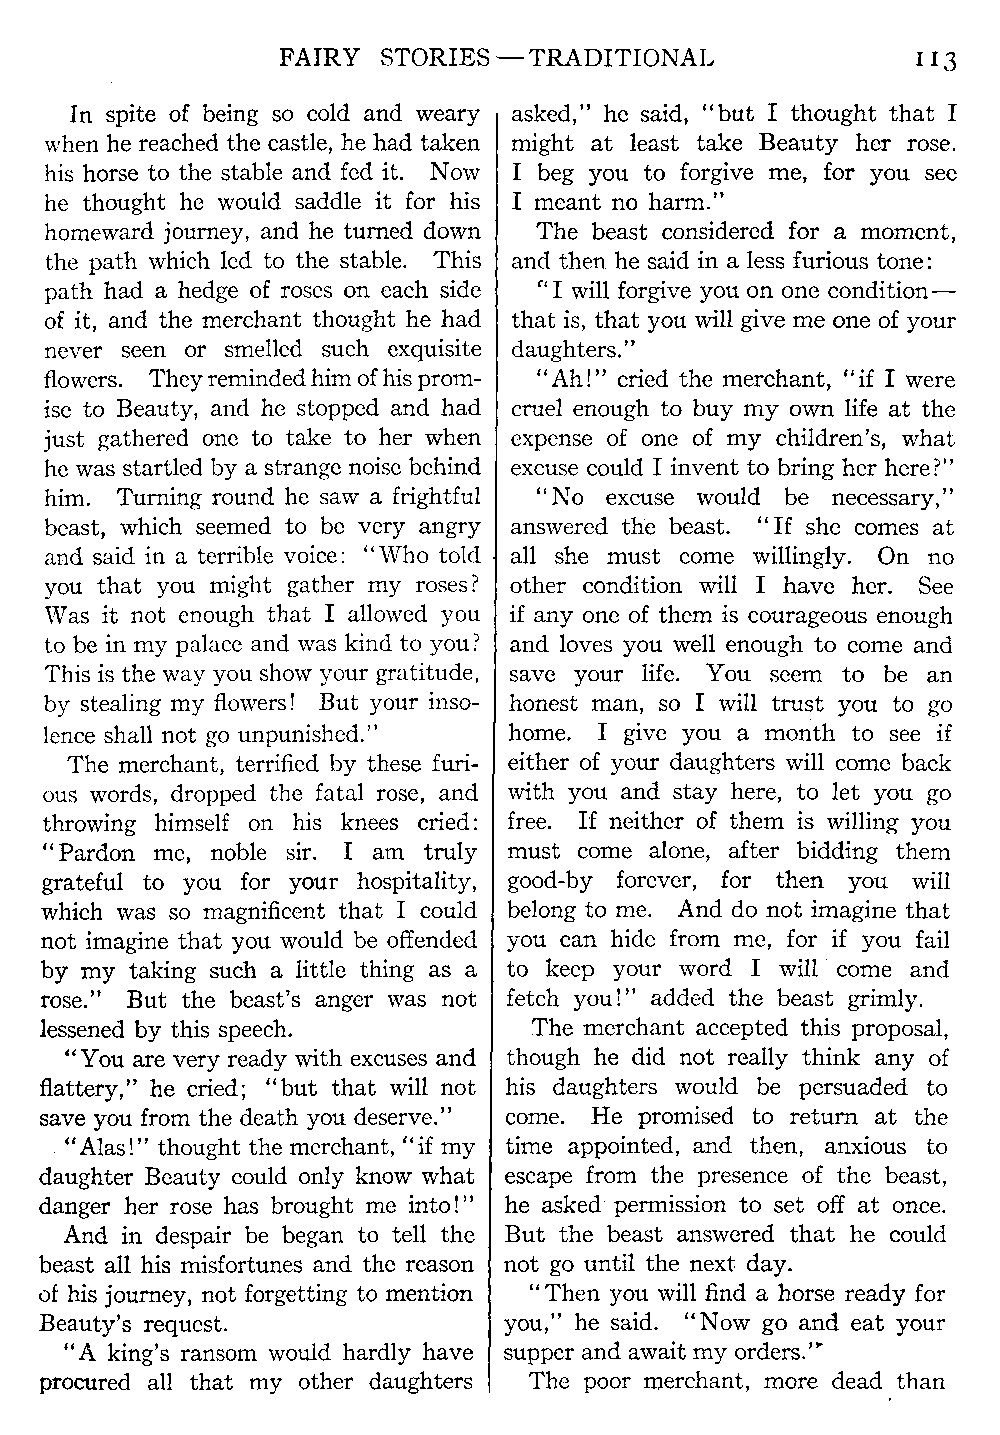 FAIRY STORIES — TRADITIONAL 113
In spite of being so cold and weary
when he reached the castle, he had taken
his horse to the stable and fed it. Now
he thought he would saddle it for his
homeward journey, and he turned down
the path which led to the stable. This
path had a hedge of roses on each side
of it, and the merchant thought he had
never seen or smelled such exquisite
flowers. They reminded him of his prom-
ise to Beauty, and he stopped and had
just gathered one to take to her when
he was startled by a strange noise behind
him. Turning round he saw a frightful
beast, which seemed to be very angry
and said in a terrible voice: "Who told
you that you might gather my roses?
Was it not enough that I allowed you
to be in my palace and was kind to you?
This is the way you show your gratitude,
by stealing my flowers! But your inso-
lence shall not go unpunished."
The merchant, terrified by these furi-
ous words, dropped the fatal rose, and
throwing himself on his knees cried:
"Pardon me, noble sir. I am truly
grateful to you for your hospitality,
which was so magnificent that I could
not imagine that you would be offended
by my taking such a little thing as a
rose." But the beast's anger was not
lessened by this speech.
"You are very ready with excuses and
flattery," he cried; "but that will not
save you from the death you deserve."
"Alas!" thought the merchant, "if my
daughter Beauty could only know what
danger her rose has brought me into!"
And in despair be began to tell the
beast all his misfortunes and the reason
of his journey, not forgetting to mention
Beauty's request.
"A king's ransom would hardly have
procured all that my other daughters
asked," he said, "but I thought that I
might at least take Beauty her rose.
I beg you to forgive me, for you see
I meant no harm."
The beast considered for a moment,
and then he said in a less furious tone:
"I will forgive you on one condition—
that is, that you will give me one of your
daughters."
"Ah!" cried the merchant, "if I were
cruel enough to buy my own life at the
expense of one of my children's, what
excuse could I invent to bring her here?"
"No excuse would be necessary,"
answered the beast. "If she comes at
all she must come willingly. On no
other condition will I have her. See
if any one of them is courageous enough
and loves you well enough to come and
save your life. You seem to be an
honest man, so I will trust you to go
home. I give you a month to see if
either of your daughters will come back
with you and stay here, to let you go
free. If neither of them is willing you
must come alone, after bidding them
good-by forever, for then you will
belong to me. And do not imagine that
you can hide from me, for if you fail
to keep your word I will come and
fetch you!" added the beast grimly.
The merchant accepted this proposal,
though he did not really think any of
his daughters would be persuaded to
come. He promised to return at the
time appointed, and then, anxious to
escape from the presence of the beast,
he asked permission to set off at once.
But the beast answered that he could
not go until the next day.
"Then you will find a horse ready for
you," he said. "Now go and eat your
supper and await my orders."
The poor merchant, more dead than